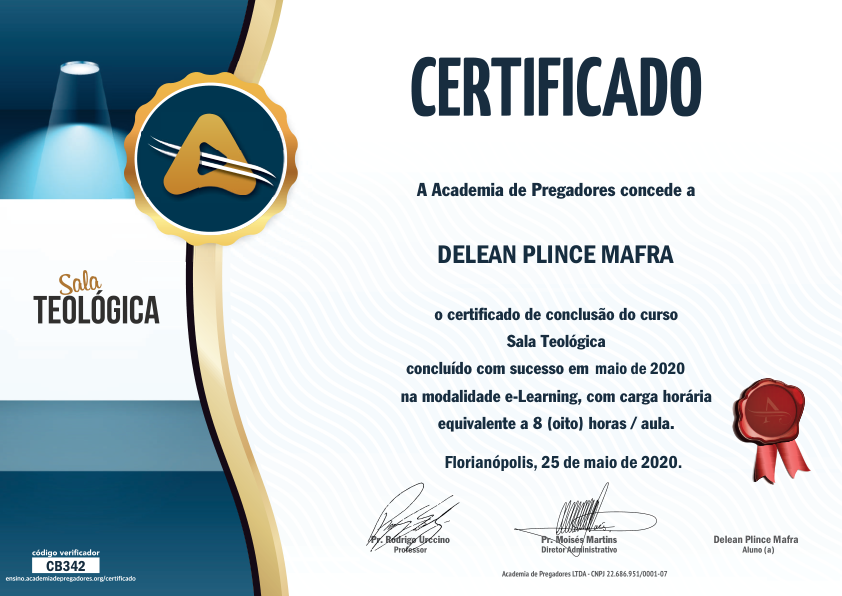 CERTIFICADO
A Academia de Pregadores concede a
DELEAN PLINCE MAFRA
o certificado de conclusão do curso
Sala Teológica
concluído com sucesso em maio de 2020
na modalidade e-Learning, com carga horária
equivalente a 8 (oito) horas / aula.
Florianópolis, 25 de maio de 2020.
Sala
TEOLÓGICA
Pr. Rodrigo Urccino
Professor
Pr. Moisés Martins
Diretor Administrativo
Delean Plince Mafra
Aluno (a)
código verificador
CB342
ensino.academiadepregadores.org/certificado
Academia de Pregadores LTDA - CNPJ 22.686.951/0001-07